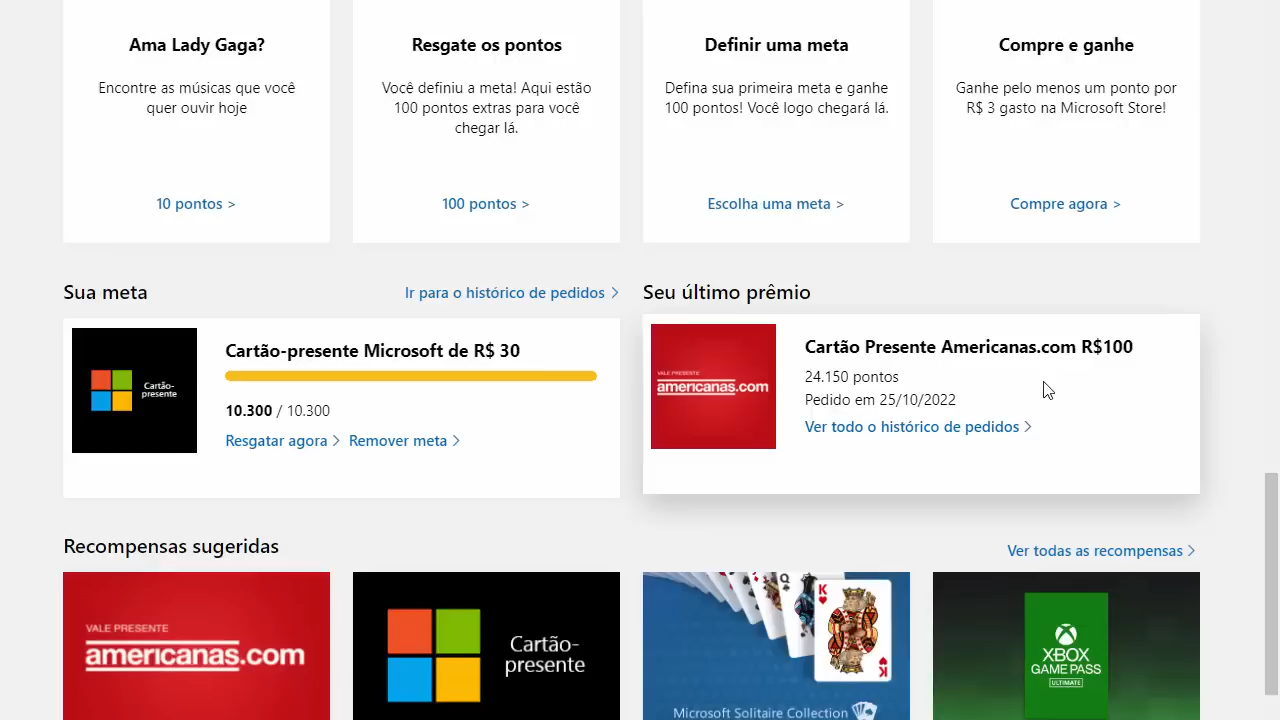 Ama Lady Gaga?
Encontre as músicas que você
quer ouvir hoje
10 pontos >
Resgate os pontos
Você definiu a meta! Aqui estão
100 pontos extras para você
chegar lá.
100 pontos >
Definir uma meta
Defina sua primeira meta e ganhe
100 pontos! Você logo chegará lá.
Escolha uma meta >
Compre e ganhe
Ganhe pelo menos um ponto por
R$ 3 gasto na Microsoft Store!
Compre agora >
Sua meta
Ir para o histórico de pedidos >
Cartão-
presente
Cartão-presente Microsoft de R$ 30
10.300 / 10.300
Resgatar agora > Remover meta >
Seu último prêmio
VALE PRESENTE
americanas.com
Cartão Presente Americanas.com R$100
24.150 pontos
Pedido em 25/10/2022
Ver todo o histórico de pedidos >
Recompensas sugeridas
Ver todas as recompensas >
VALE PRESENTE
americanas.com
Cartão-
presente
Q
K
K
Microsoft Solitaire Collection
XBOX
GAME PASS
ULTIMATE